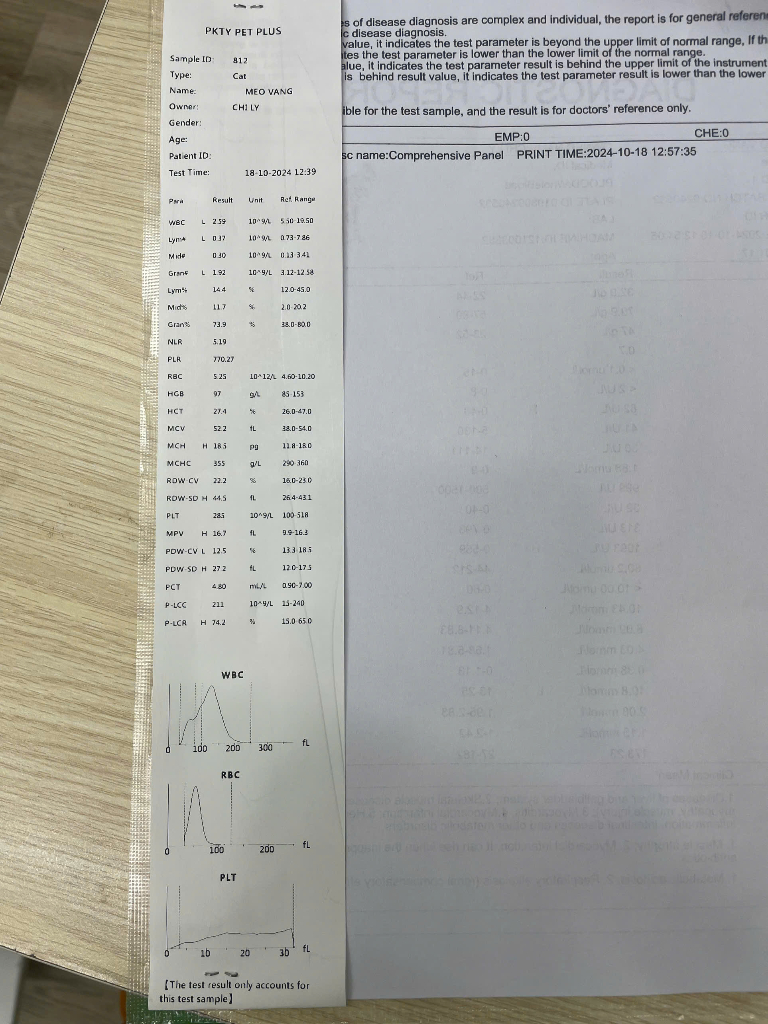 PKTY PET PLUS
Sample ID: 812
Type: Cat
Name: MEO VANG
Owner: CHI LY
Gender:
Age:
Patient ID:
Test Time: 18-10-2024 12:39
Para Result Unit Ref. Range
WBC L 2.59 10^9/L 5.50-19.50
Lym# L 0.37 10^9/L 0.73-7.86
Mid# 0.30 10^9/L 0.13-3.41
Gran# L 1.92 10^9/L 3.12-12.58
Lym% 14.4 % 12.0-45.0
Mid% 11.7 % 2.0-20.2
Gran% 73.9 % 38.0-80.0
NLR 5.19
PLR 770.27
RBC 5.25 10^12/L 4.60-10.20
HGB 97 g/L 85-153
HCT 27.4 % 26.0-47.0
MCV 52.2 fL 38.0-54.0
MCH H 18.5 pg 11.8-18.0
MCHC 355 g/L 290-360
RDW-CV 22.2 % 16.0-23.0
RDW-SD H 44.5 fL 26.4-43.1
PLT 285 10^9/L 100-518
MPV H 16.7 fL 9.9-16.3
PDW-CV L 12.5 % 13.3-18.5
PDW-SD H 27.2 fL 12.0-17.5
PCT 4.80 mL/L 0.90-7.00
P-LCC 211 10^9/L 15-240
P-LCR H 74.2 % 15.0-65.0
WBC
0 100 200 300 fL
RBC
0 100 200 fL
PLT
0 10 20 30 fL
【The test result only accounts for
this test sample】
s of disease diagnosis are complex and individual, the report is for general referen
c disease diagnosis.
value, it indicates the test parameter is beyond the upper limit of normal range, If th
tes the test parameter is lower than the lower limit of the normal range.
alue, it indicates the test parameter result is behind the upper limit of the instrument
is behind result value, it indicates the test parameter result is lower than the lower
ible for the test sample, and the result is for doctors' reference only.
EMP:0 CHE:0
sc name:Comprehensive Panel PRINT TIME:2024-10-18 12:57:35